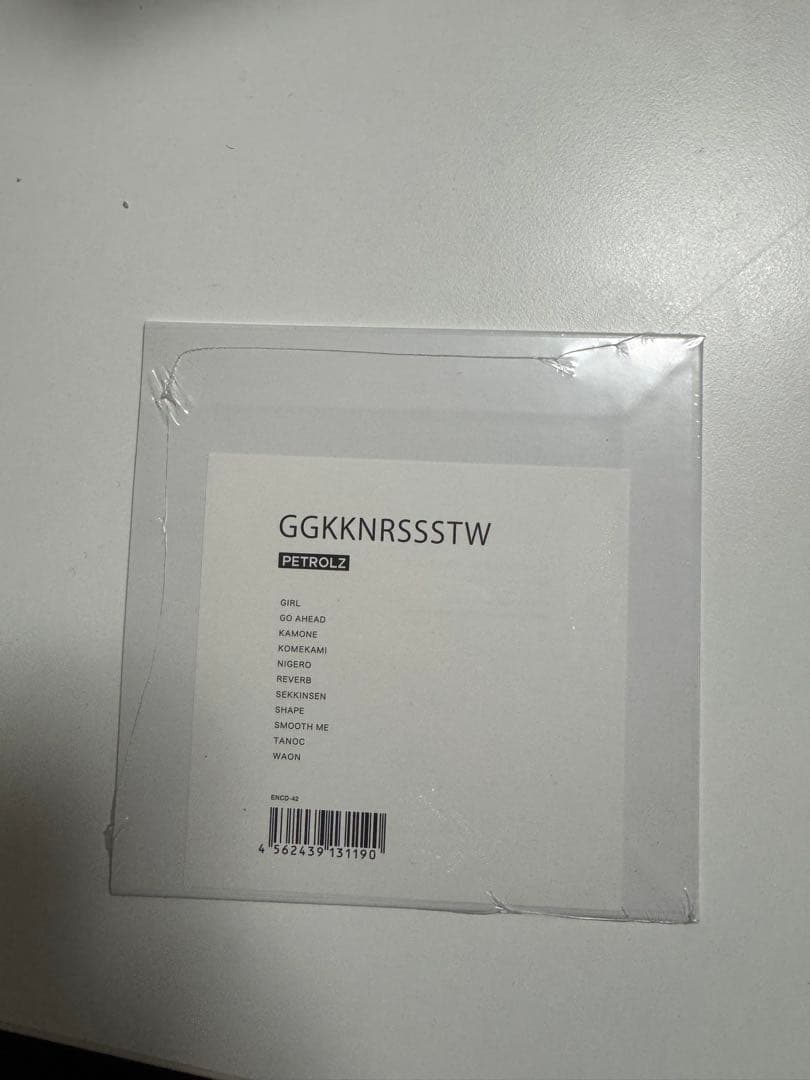 GGKKNRSSSTW
PETROLZ
GIRL
GO AHEAD
KAMONE
KOMEKAMI
NIGERO
REVERB
SEKKINSEN
SHAPE
SMOOTH ME
TANOC
WAON
ENCD-42
4 562439 131190